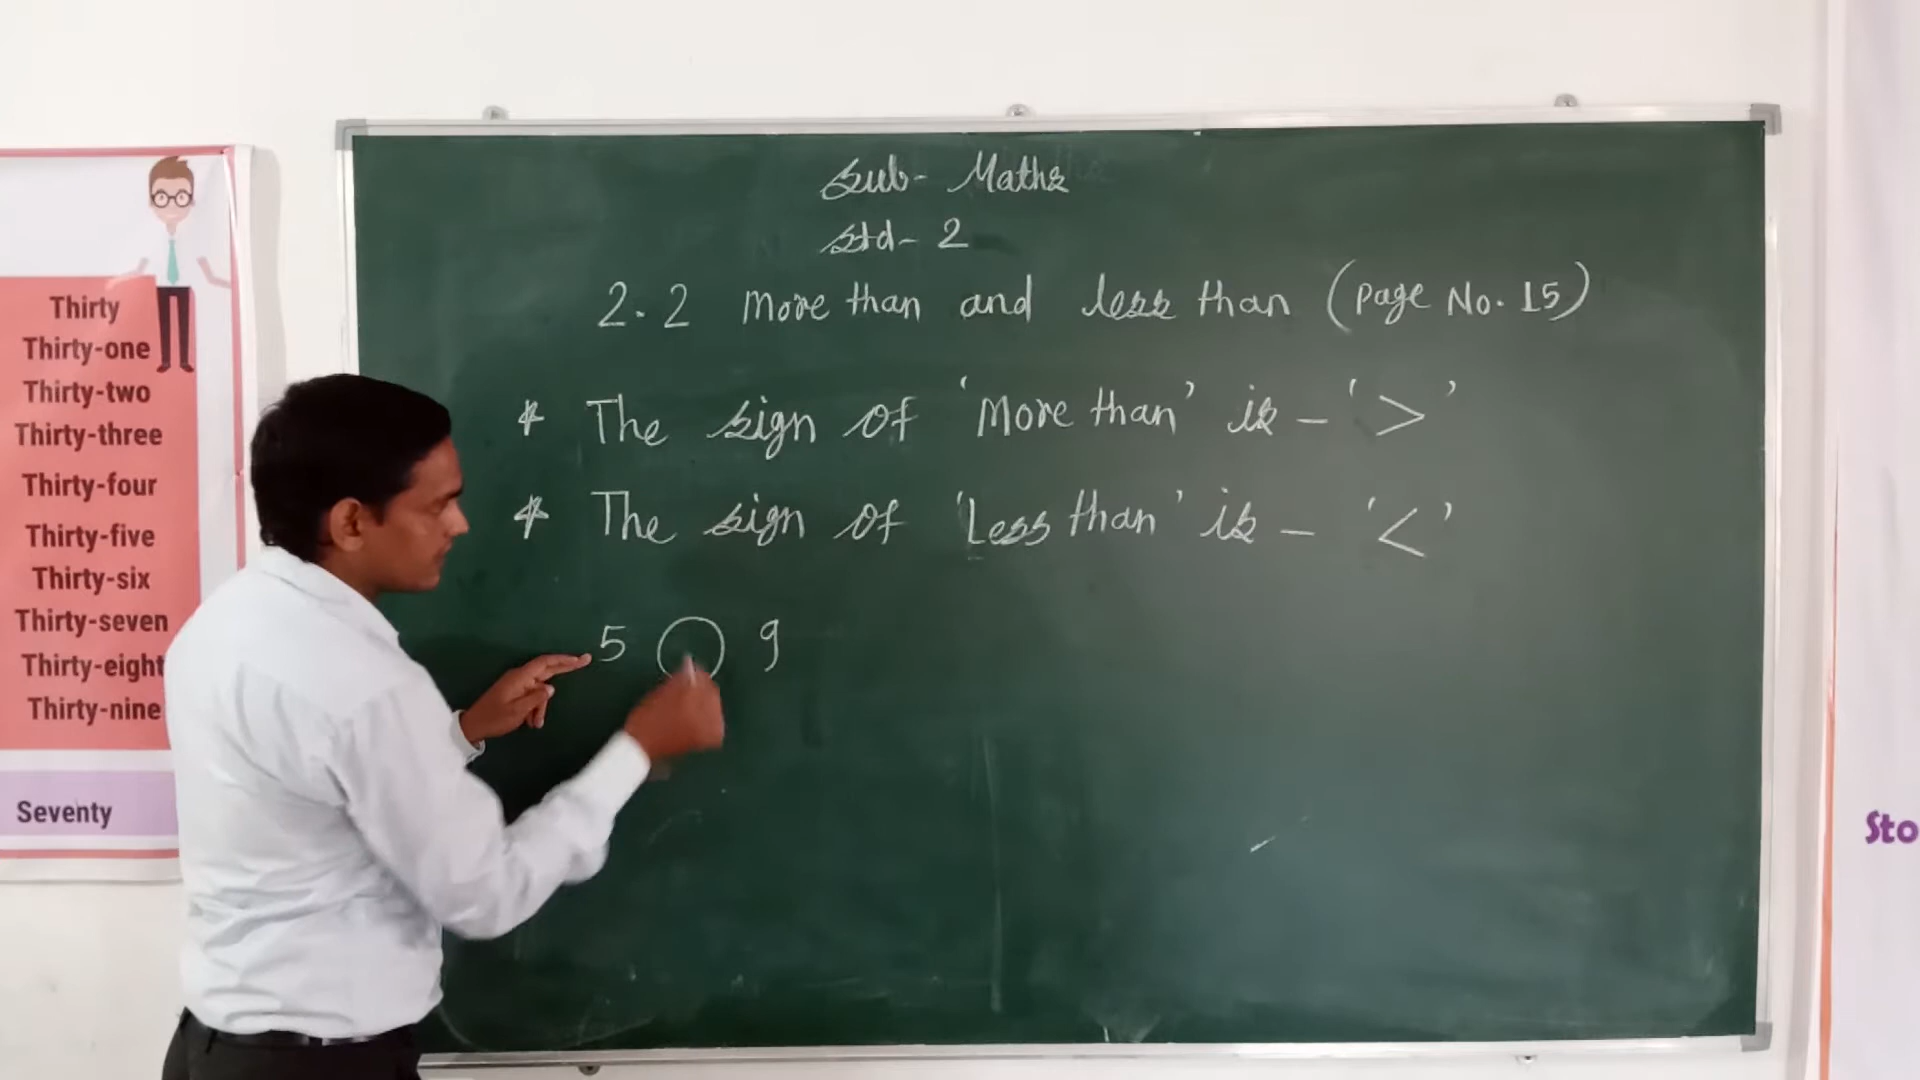 Sub- Maths
Std- 2
2.2 More than and less than (Page No. 15)
* The sign of 'More than' is - '>'
* The sign of 'Less than' is - '<'
5 9
Thirty
Thirty-one
Thirty-two
Thirty-three
Thirty-four
Thirty-five
Thirty-six
Thirty-seven
Thirty-eight
Thirty-nine
Seventy
Sto